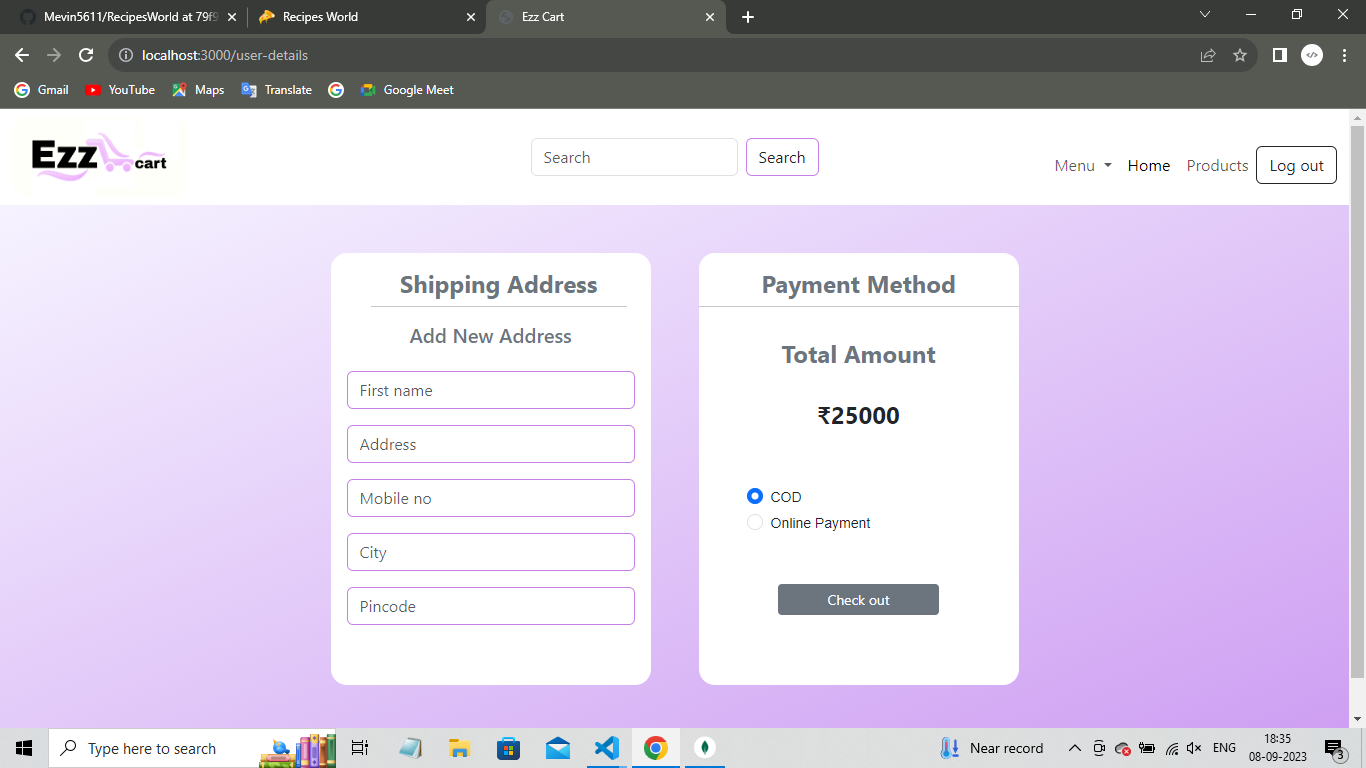 Mevin5611/RecipesWorld at 79f9
Recipes World
Ezz Cart
localhost:3000/user-details
Gmail
YouTube
Maps
Translate
Google Meet
Ezz cart
Search
Search
Menu
Home
Products
Log out
Shipping Address
Add New Address
First name
Address
Mobile no
City
Pincode
Payment Method
Total Amount
₹25000
COD
Online Payment
Check out
Type here to search
Near record
ENG
18:35
08-09-2023
3